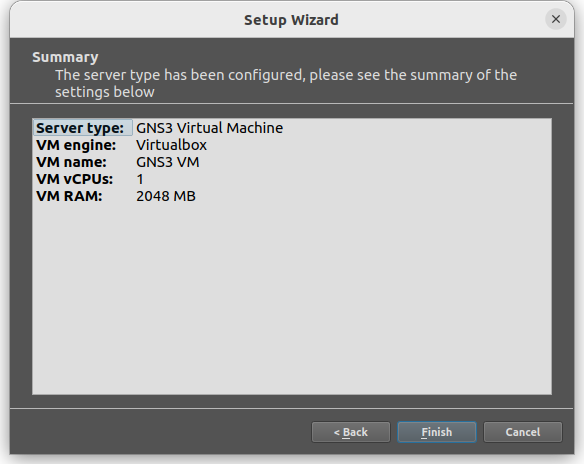 Setup Wizard
Summary
The server type has been configured, please see the summary of the
settings below
Server type: GNS3 Virtual Machine
VM engine: Virtualbox
VM name: GNS3 VM
VM vCPUs: 1
VM RAM: 2048 MB
< Back Finish Cancel